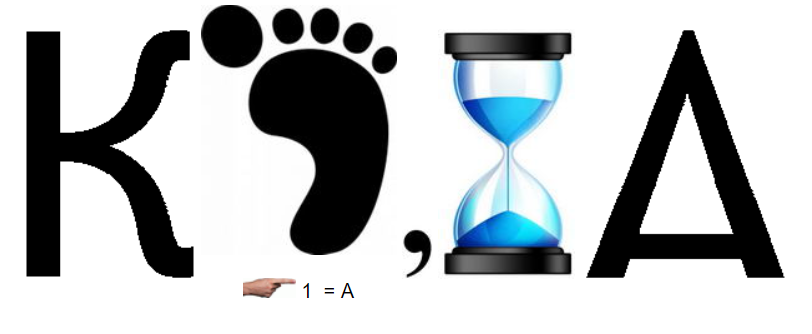 К , А
1 = А